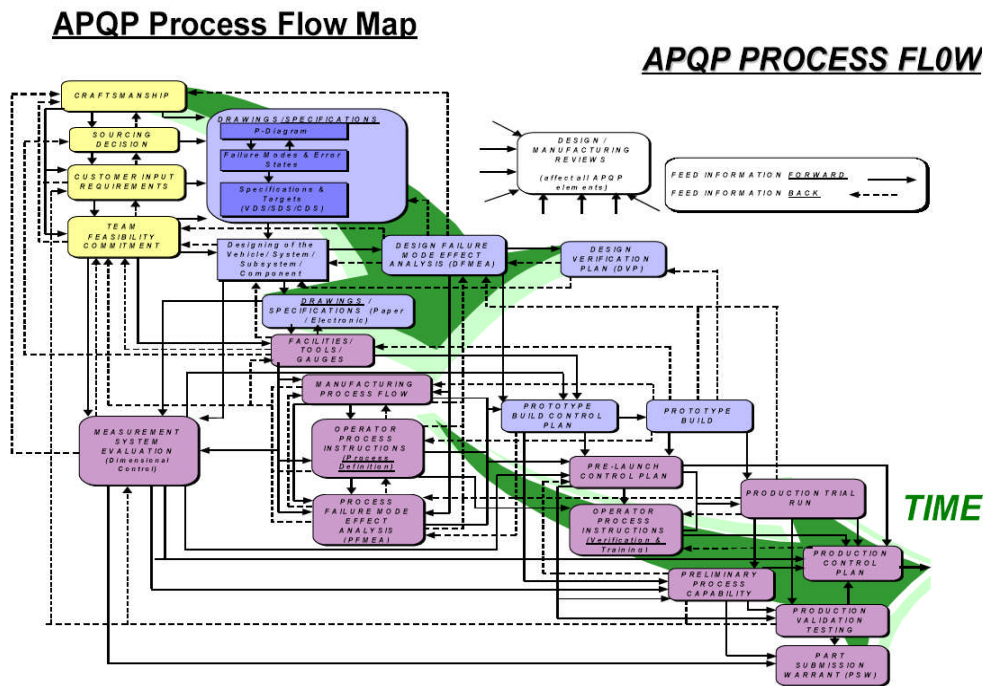 APQP Process Flow Map
APQP PROCESS FL0W
CRAFTSMANSHIP
SOURCING
DECISION
CUSTOMER INPUT
REQUIREMENTS
TEAM
FEASIBILITY
COMMITMENT
DRAWINGS/SPECIFICATIONS
P-Diagram
Failure Modes & Error
States
Specifications &
Targets
(VDS/SDS/CDS)
DESIGN /
MANUFACTURING
REVIEWS
(affect all APQP
elements)
FEED INFORMATION FORWARD
FEED INFORMATION BACK
Designing of the
Vehicle/ System/
Subsystem/
Component
DESIGN FAILURE
MODE EFFECT
ANALYSIS (DFMEA)
DESIGN
VERIFICATION
PLAN (DVP)
DRAWINGS /
SPECIFICATIONS (Paper
/ Electronic)
FACILITIES/
TOOLS/
GAUGES
MANUFACTURING
PROCESS FLOW
PROTOTYPE
BUILD CONTROL
PLAN
PROTOTYPE
BUILD
MEASUREMENT
SYSTEM
EVALUATION
(Dimensional
Control)
OPERATOR
PROCESS
INSTRUCTIONS
(Process
Definition)
PRE-LAUNCH
CONTROL PLAN
PROCESS
FAILURE MODE
EFFECT
ANALYSIS
(PFMEA)
OPERATOR
PROCESS
INSTRUCTIONS
(Verification &
Training)
PRODUCTION TRIAL
RUN
TIME
PRODUCTION
CONTROL
PLAN
PRELIMINARY
PROCESS
CAPABILITY
PRODUCTION
VALIDATION
TESTING
PART
SUBMISSION
WARRANT (PSW)